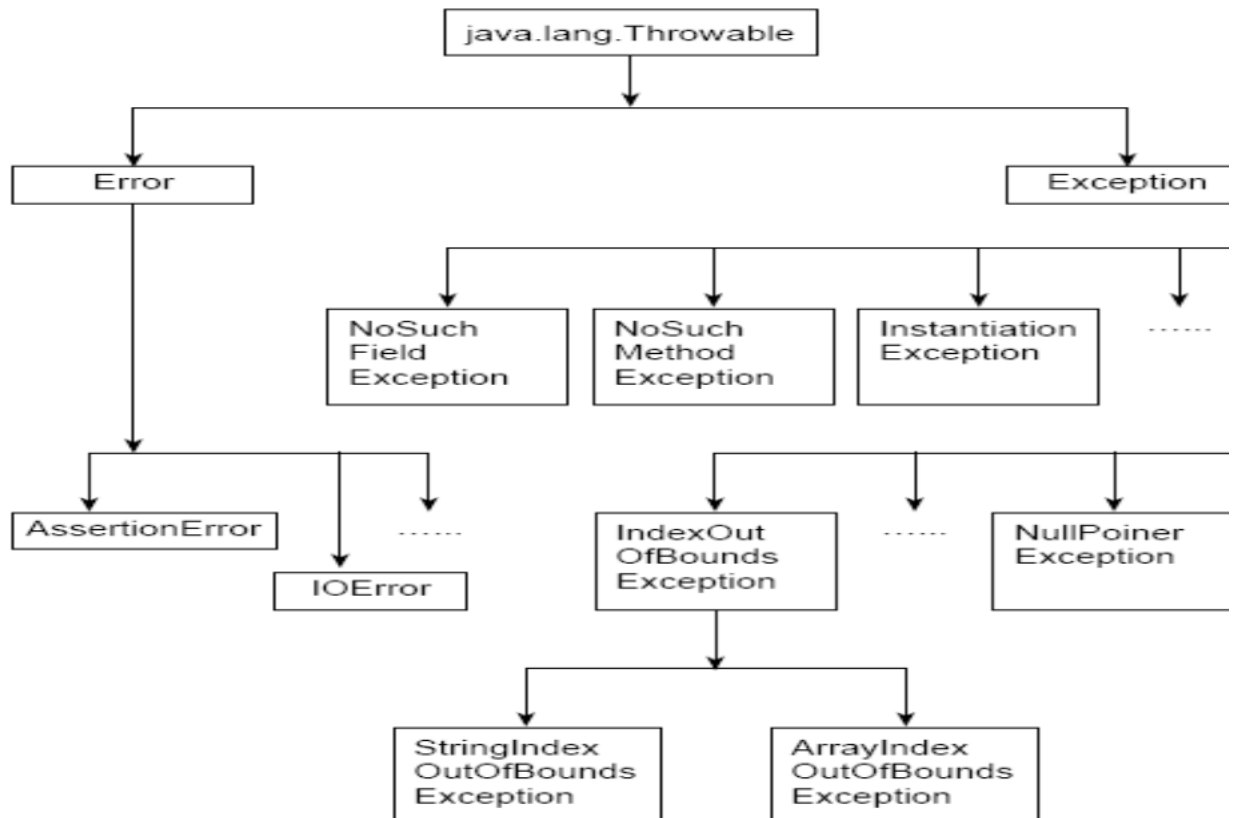 java.lang.Throwable
Error
Exception
NoSuch
Field
Exception
NoSuch
Method
Exception
Instantiation
Exception
......
AssertionError
IOError
......
IndexOut
OfBounds
Exception
......
NullPoiner
Exception
StringIndex
OutOfBounds
Exception
ArrayIndex
OutOfBounds
Exception